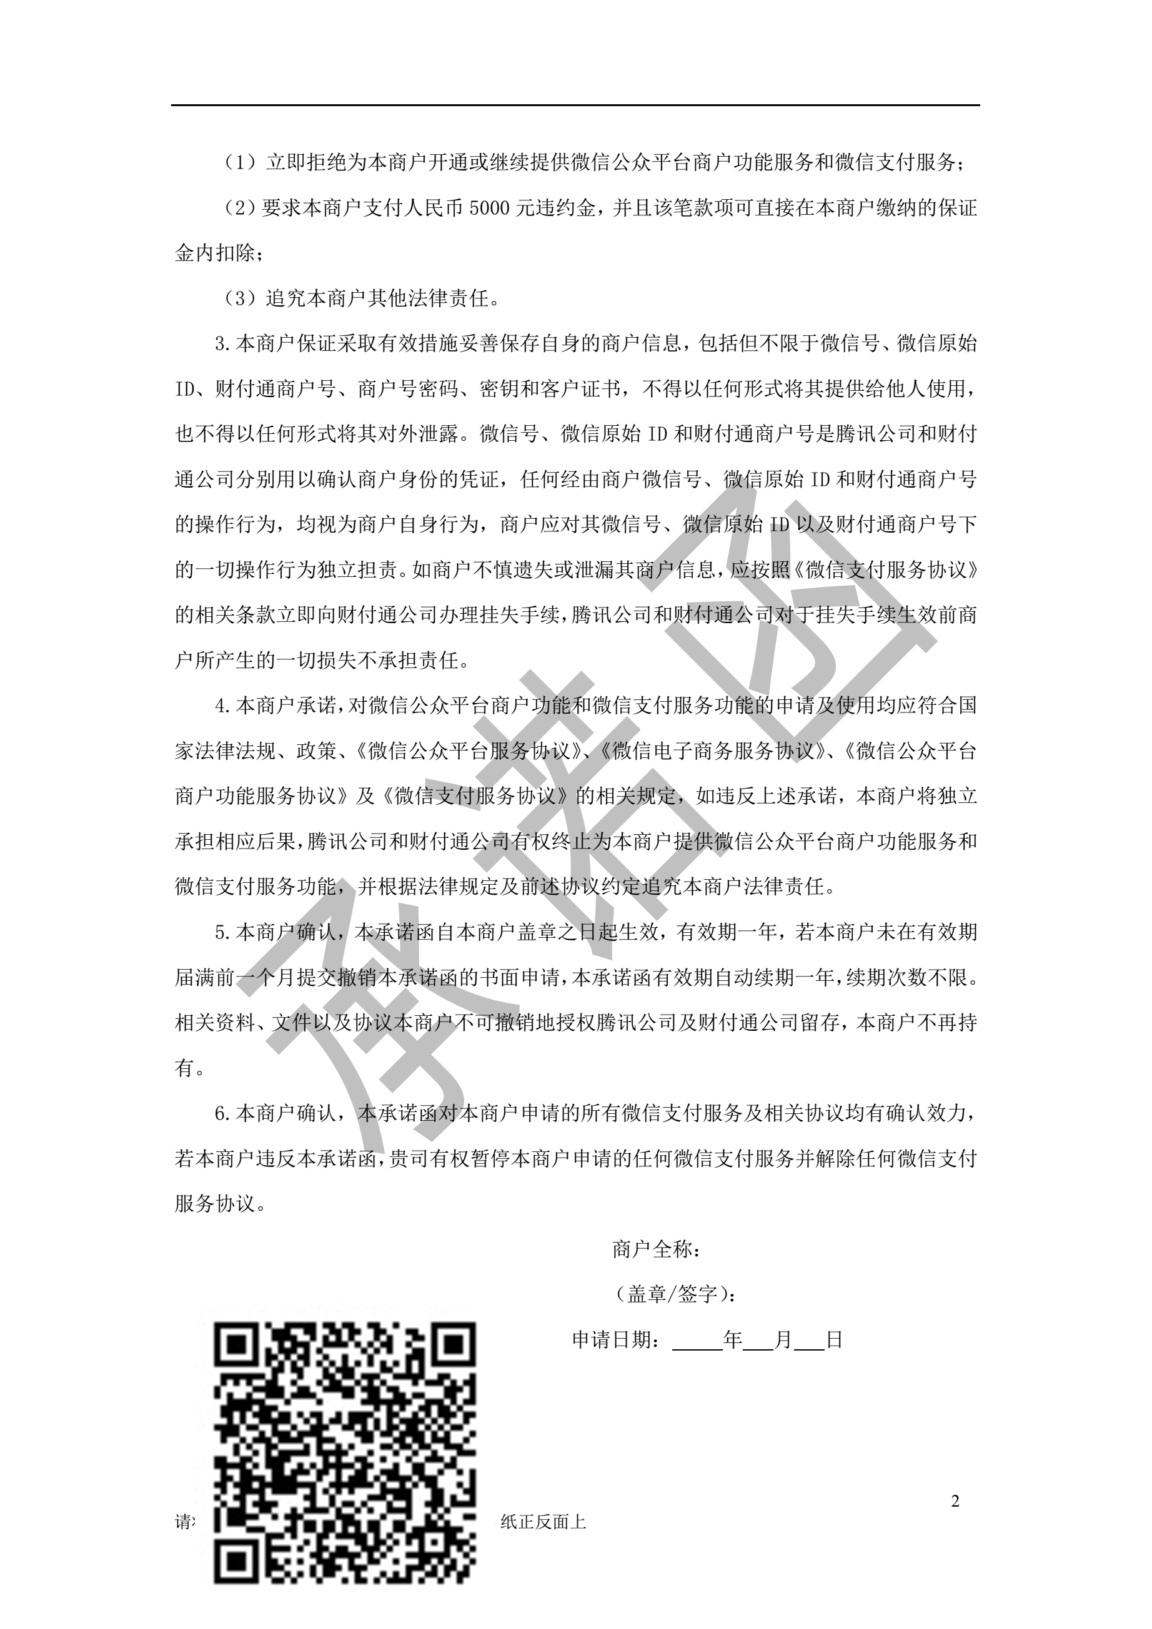 （1）立即拒绝为本商户开通或继续提供微信公众平台商户功能服务和微信支付服务；
（2）要求本商户支付人民币 5000 元违约金，并且该笔款项可直接在本商户缴纳的保证
金内扣除；
（3）追究本商户其他法律责任。
3.本商户保证采取有效措施妥善保存自身的商户信息，包括但不限于微信号、微信原始
ID、财付通商户号、商户号密码、密钥和客户证书，不得以任何形式将其提供给他人使用，
也不得以任何形式将其对外泄露。微信号、微信原始 ID 和财付通商户号是腾讯公司和财付
通公司分别用以确认商户身份的凭证，任何经由商户微信号、微信原始 ID 和财付通商户号
的操作行为，均视为商户自身行为，商户应对其微信号、微信原始 ID 以及财付通商户号下
的一切操作行为独立担责。如商户不慎遗失或泄漏其商户信息，应按照《微信支付服务协议》
的相关条款立即向财付通公司办理挂失手续，腾讯公司和财付通公司对于挂失手续生效前商
户所产生的一切损失不承担责任。
4.本商户承诺，对微信公众平台商户功能和微信支付服务功能的申请及使用均应符合国
家法律法规、政策、《微信公众平台服务协议》、《微信电子商务服务协议》、《微信公众平台
商户功能服务协议》及《微信支付服务协议》的相关规定，如违反上述承诺，本商户将独立
承担相应后果，腾讯公司和财付通公司有权终止为本商户提供微信公众平台商户功能服务和
微信支付服务功能，并根据法律规定及前述协议约定追究本商户法律责任。
5.本商户确认，本承诺函自本商户盖章之日起生效，有效期一年，若本商户未在有效期
届满前一个月提交撤销本承诺函的书面申请，本承诺函有效期自动续期一年，续期次数不限。
相关资料、文件以及协议本商户不可撤销地授权腾讯公司及财付通公司留存，本商户不再持
有。
6.本商户确认，本承诺函对本商户申请的所有微信支付服务及相关协议均有确认效力，
若本商户违反本承诺函，贵司有权暂停本商户申请的任何微信支付服务并解除任何微信支付
服务协议。
商户全称：
（盖章/签字）：
申请日期：_____年___月___日
2
请 纸正反面上
承诺函